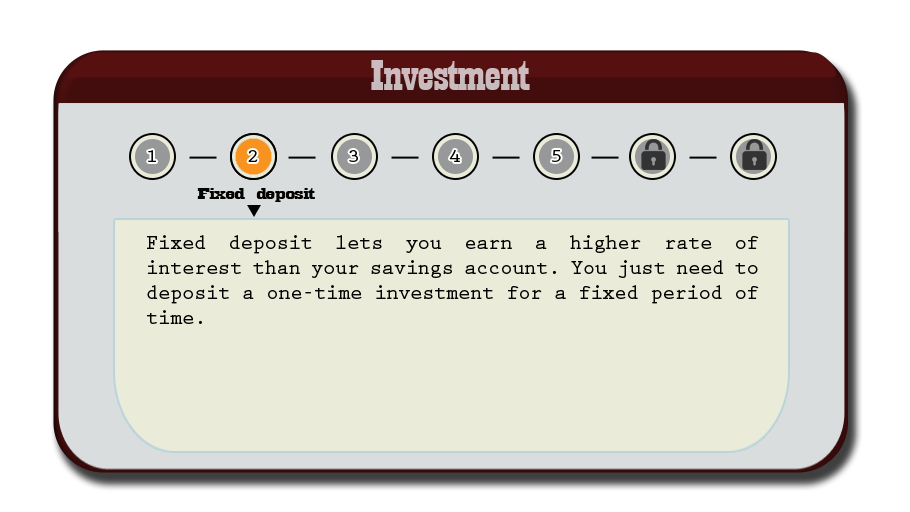 Investment
1 2 3 4 5
Fixed deposit
Fixed deposit lets you earn a higher rate of
interest than your savings account. You just need to
deposit a one-time investment for a fixed period of
time.